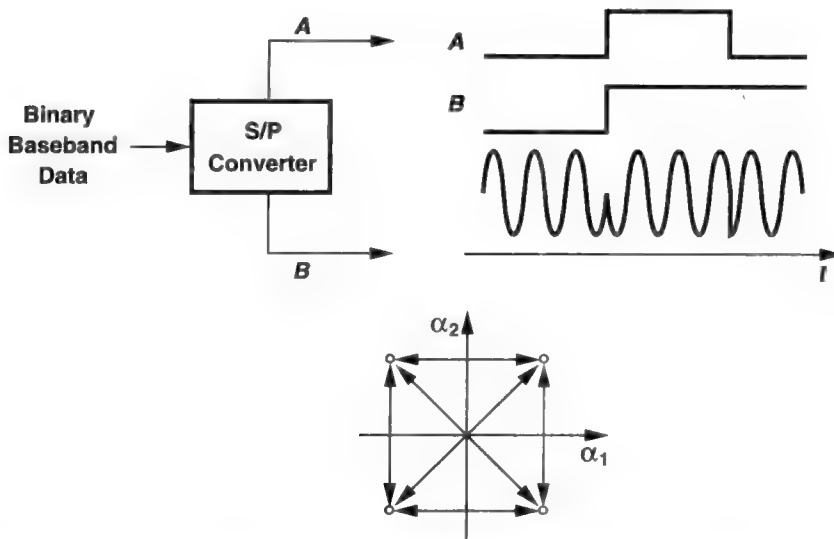 A
A
Binary
Baseband
Data
S/P
Converter
B
B
t
α2
α1